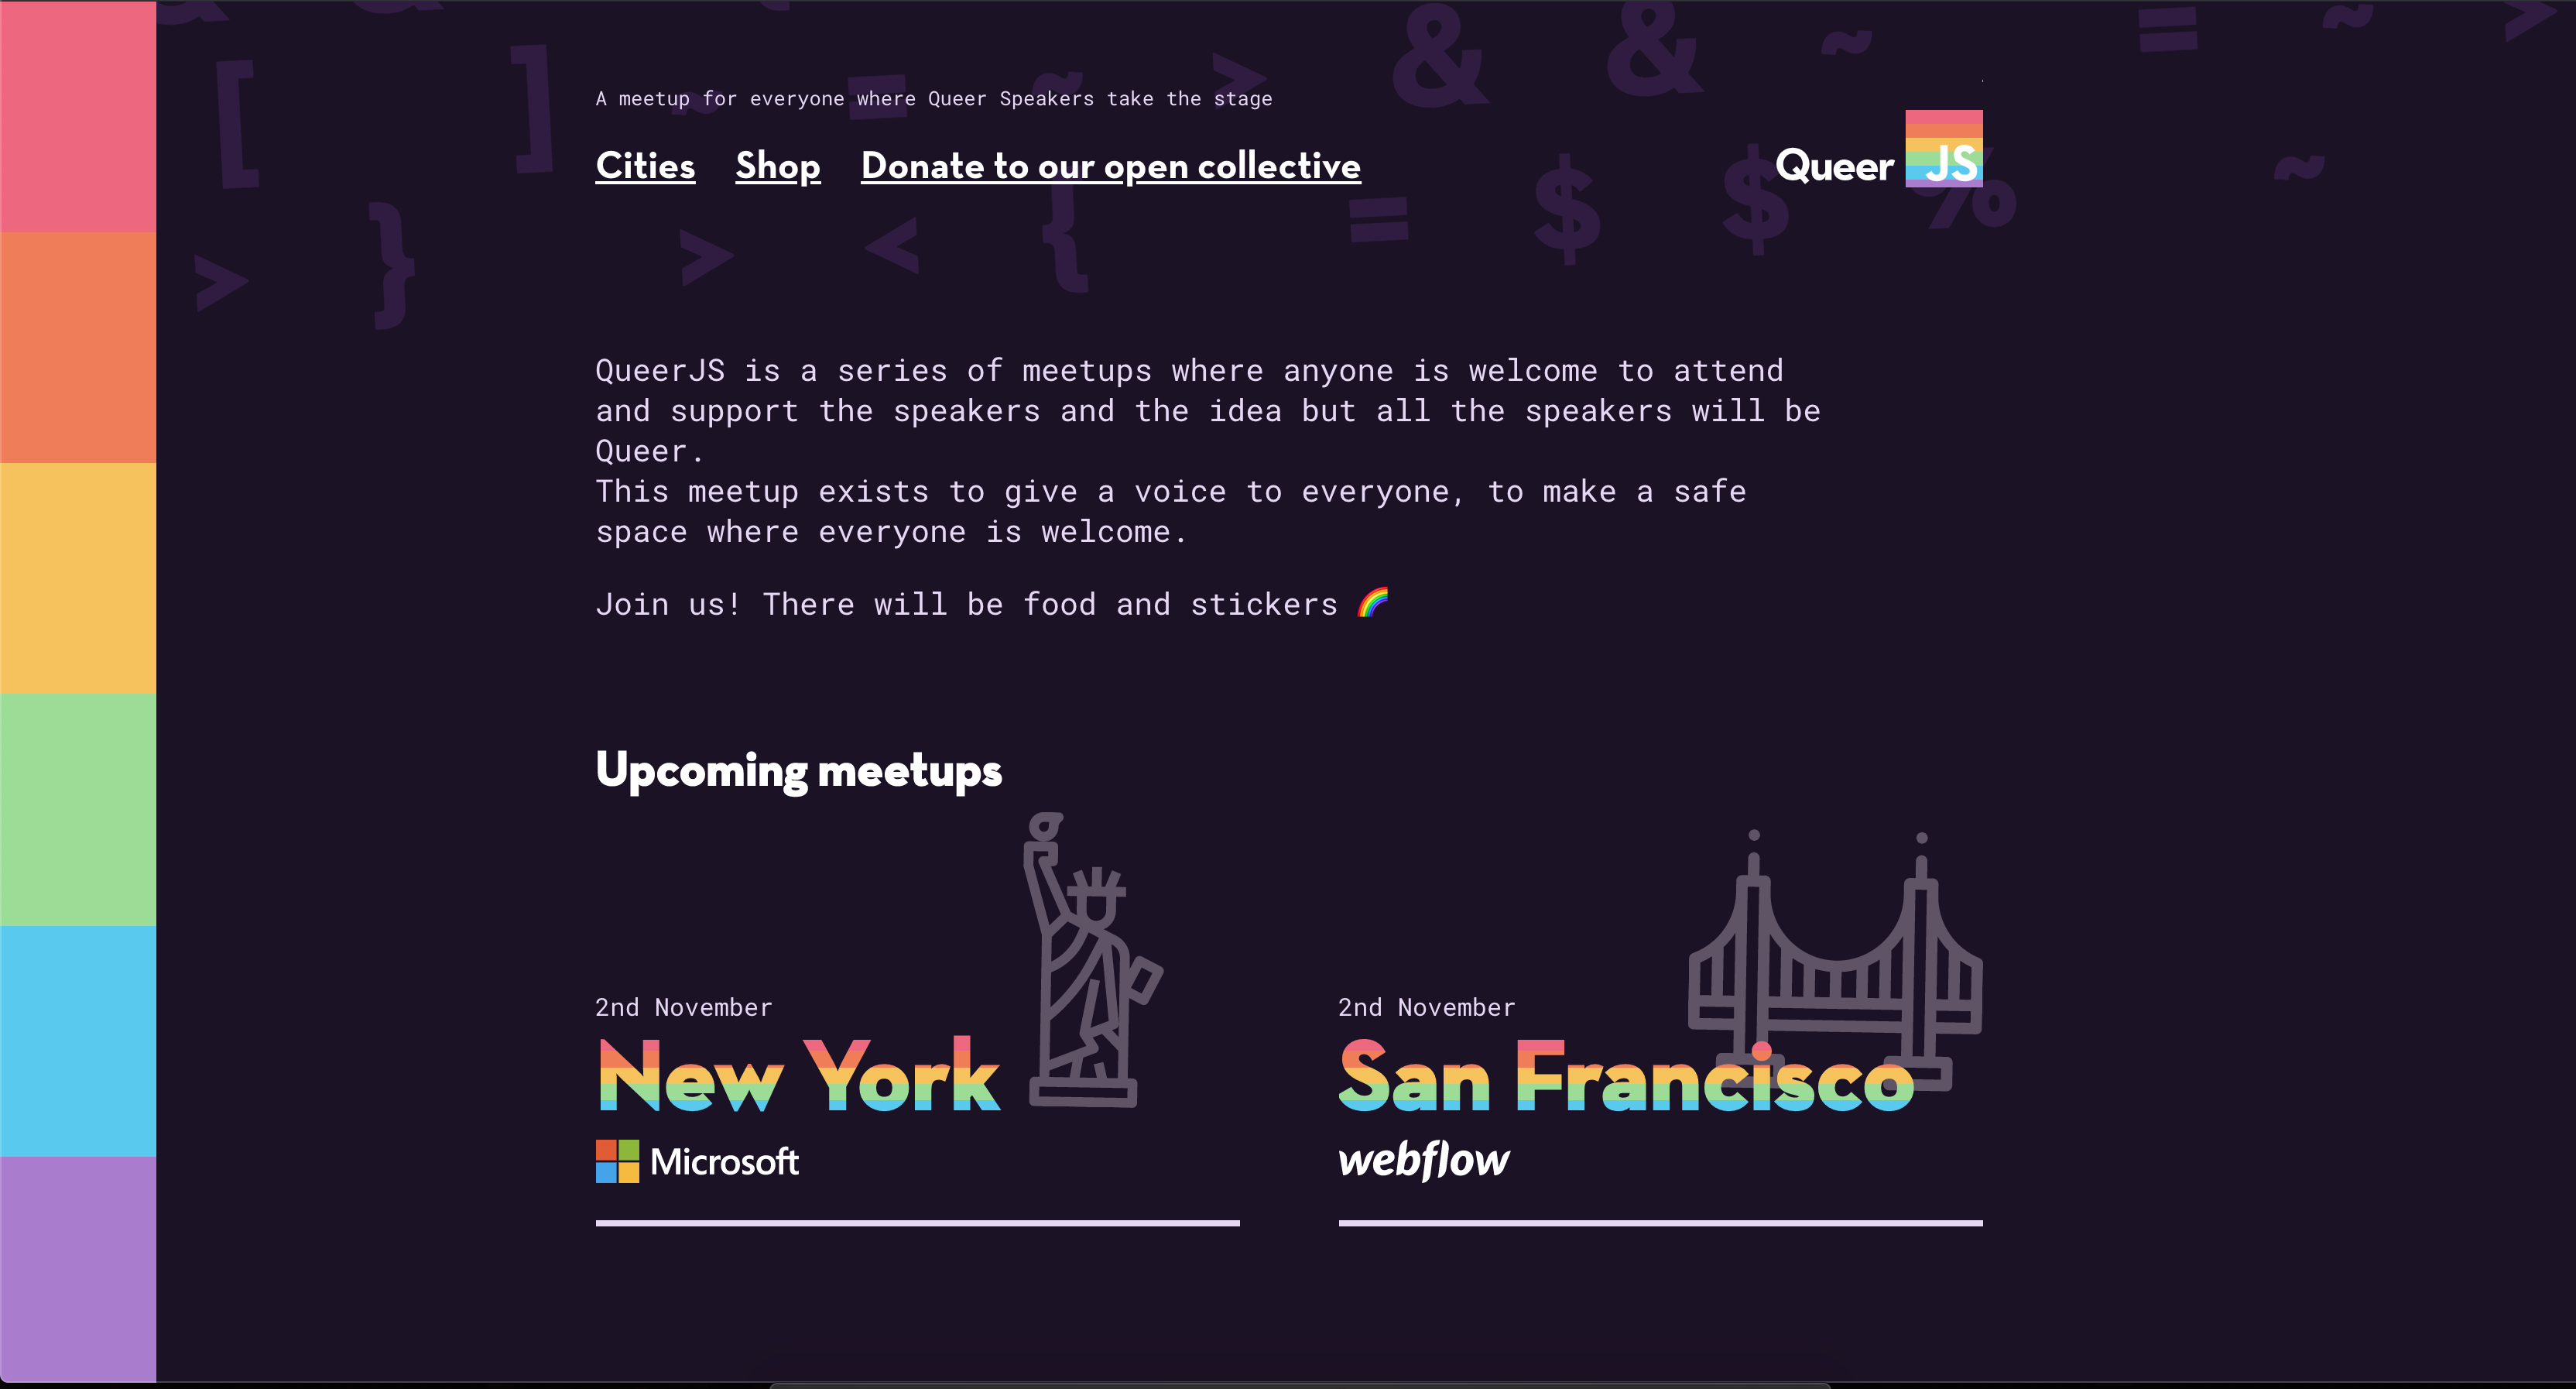 A meetup for everyone where Queer Speakers take the stage
Cities Shop Donate to our open collective
Queer JS
QueerJS is a series of meetups where anyone is welcome to attend
and support the speakers and the idea but all the speakers will be
Queer.
This meetup exists to give a voice to everyone, to make a safe
space where everyone is welcome.
Join us! There will be food and stickers 🌈
Upcoming meetups
2nd November
New York
Microsoft
2nd November
San Francisco
webflow